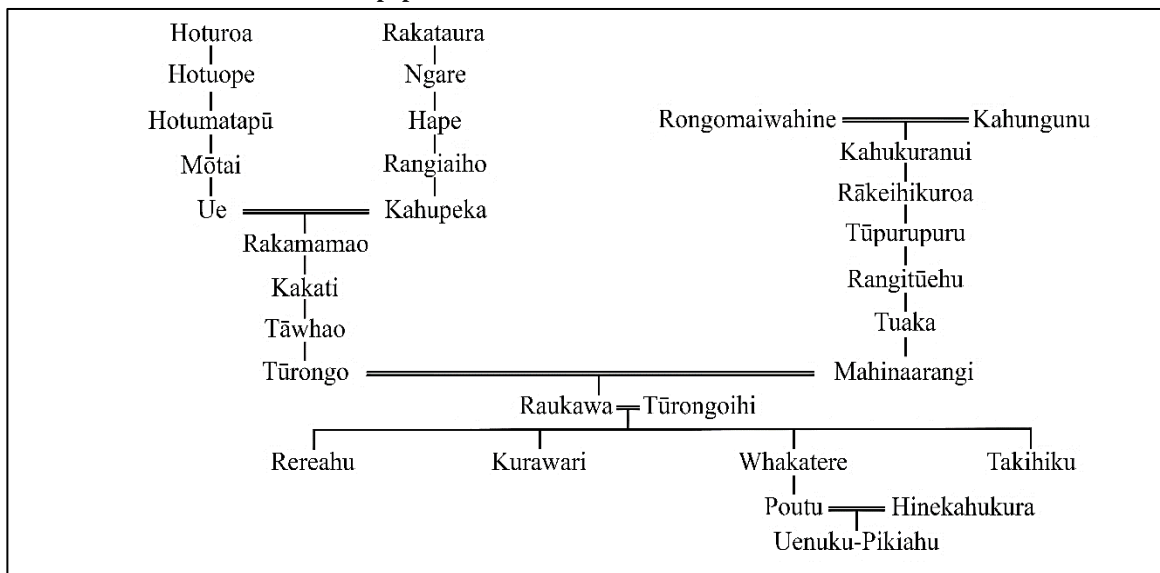 Hoturoa Rakataura
Hotuope Ngare
Hotumatapū Hape Rongomaiwahine Kahungunu
Mōtai Rangiaiho Kahukuranui
Ue Kahupeka Rākeihikuroa
Rakamamao Tūpurupuru
Kakati Rangitūehu
Tāwhao Tuaka
Tūrongo Mahinaarangi
Raukawa Tūrongoihi
Rereahu Kurawari Whakatere Takihiku
Poutu Hinekahukura
Uenuku-Pikiahu